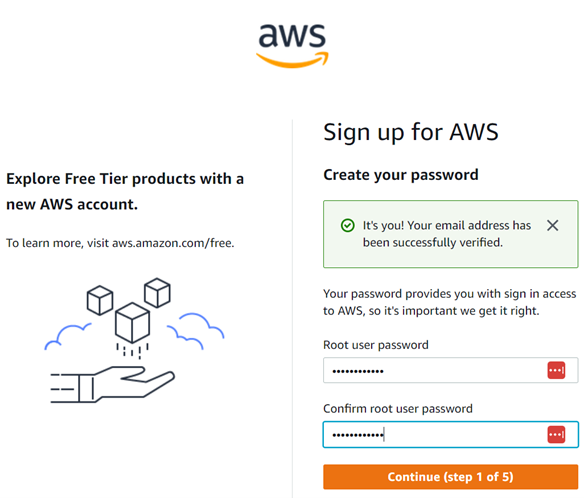 aws
Explore Free Tier products with a
new AWS account.
To learn more, visit aws.amazon.com/free.
Sign up for AWS
Create your password
It's you! Your email address has
been successfully verified.
Your password provides you with sign in access
to AWS, so it's important we get it right.
Root user password
••••••••••••
Confirm root user password
••••••••••••
Continue (step 1 of 5)